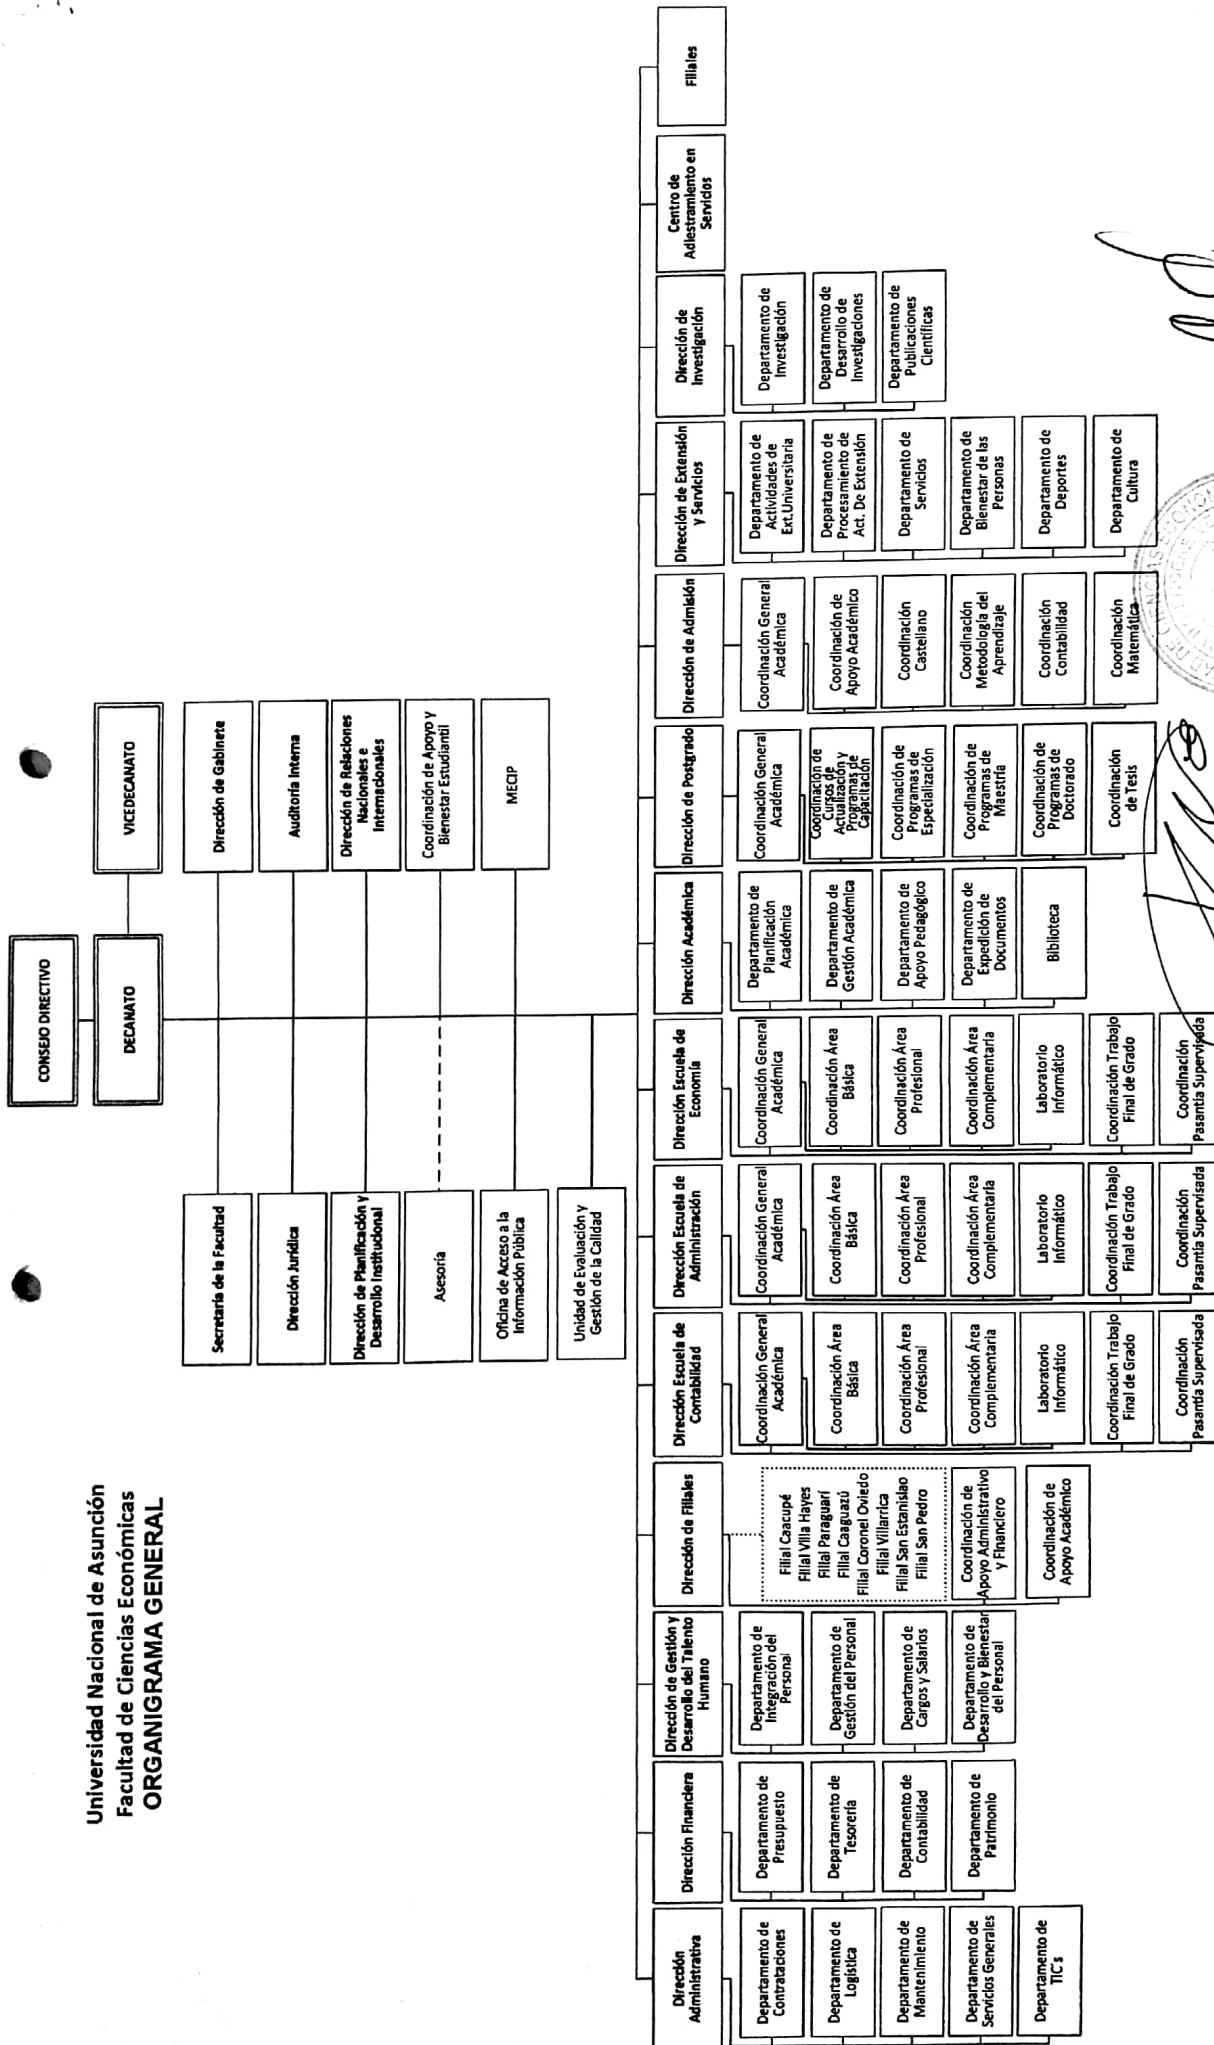 Universidad Nacional de Asunción
Facultad de Ciencias Económicas
ORGANIGRAMA GENERAL
CONSEJO DIRECTIVO
DECANATO
VICEDECANATO
Secretaría de la Facultad
Dirección de Gabinete
Dirección Jurídica
Auditoría Interna
Dirección de Planificación y
Desarrollo Institucional
Dirección de Relaciones
Nacionales e
Internacionales
Asesoría
Coordinación de Apoyo y
Bienestar Estudiantil
Oficina de Acceso a la
Información Pública
MECIP
Unidad de Evaluación y
Gestión de la Calidad
Dirección
Administrativa
Departamento de
Contrataciones
Departamento de
Logística
Departamento de
Mantenimiento
Departamento de
Servicios Generales
Departamento de
TIC's
Dirección Financiera
Departamento de
Presupuesto
Departamento de
Tesorería
Departamento de
Contabilidad
Departamento de
Patrimonio
Dirección de Gestión y
Desarrollo del Talento
Humano
Departamento de
Integración del
Personal
Departamento de
Gestión del Personal
Departamento de
Cargos y Salarios
Departamento de
Desarrollo y Bienestar
del Personal
Dirección de Filiales
Filial Caacupé
Filial Villa Hayes
Filial Paraguarí
Filial Caaguazú
Filial Coronel Oviedo
Filial Villarrica
Filial San Estanislao
Filial San Pedro
Coordinación de
Apoyo Administrativo
y Financiero
Coordinación de
Apoyo Académico
Dirección Escuela de
Contabilidad
Coordinación General
Académica
Coordinación Área
Básica
Coordinación Área
Profesional
Coordinación Área
Complementaria
Laboratorio
Informático
Coordinación Trabajo
Final de Grado
Coordinación
Pasantía Supervisada
Dirección Escuela de
Administración
Coordinación General
Académica
Coordinación Área
Básica
Coordinación Área
Profesional
Coordinación Área
Complementaria
Laboratorio
Informático
Coordinación Trabajo
Final de Grado
Coordinación
Pasantía Supervisada
Dirección Escuela de
Economía
Coordinación General
Académica
Coordinación Área
Básica
Coordinación Área
Profesional
Coordinación Área
Complementaria
Laboratorio
Informático
Coordinación Trabajo
Final de Grado
Coordinación
Pasantía Supervisada
Dirección Académica
Departamento de
Planificación
Académica
Departamento de
Gestión Académica
Departamento de
Apoyo Pedagógico
Departamento de
Expedición de
Documentos
Biblioteca
Dirección de Postgrado
Coordinación General
Académica
Coordinación de
Cursos de
Actualización y
Programas de
Capacitación
Coordinación de
Programas de
Especialización
Coordinación de
Programas de
Maestría
Coordinación de
Programas de
Doctorado
Coordinación
de Tesis
Dirección de Admisión
Coordinación General
Académica
Coordinación de
Apoyo Académico
Coordinación
Castellano
Coordinación
Metodología del
Aprendizaje
Coordinación
Contabilidad
Coordinación
Matemática
Dirección de Extensión
y Servicios
Departamento de
Actividades de
Ext.Universitaria
Departamento de
Procesamiento de
Act. De Extensión
Departamento de
Servicios
Departamento de
Bienestar de las
Personas
Departamento de
Deportes
Departamento de
Cultura
Dirección de
Investigación
Departamento de
Investigación
Departamento de
Desarrollo de
Investigaciones
Departamento de
Publicaciones
Científicas
Centro de
Adiestramiento en
Servicios
Filiales